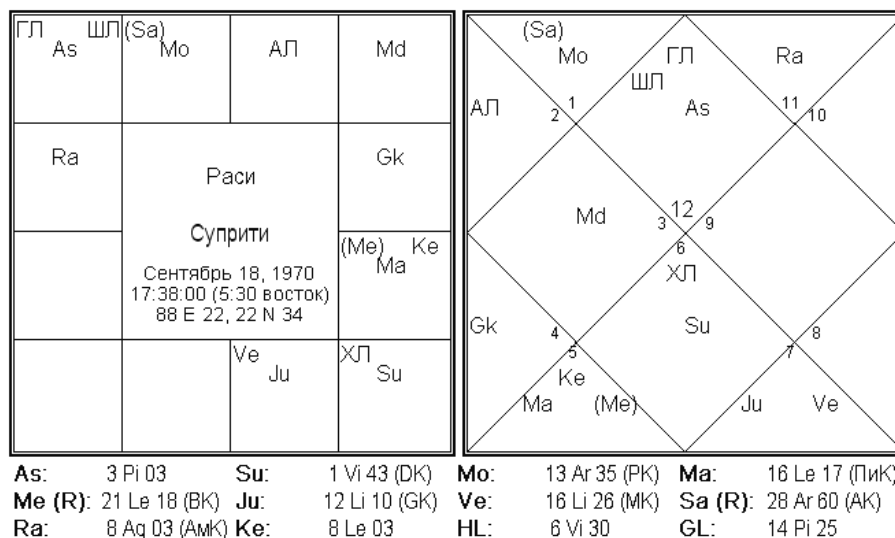 ГЛ ШЛ (Sa)
As Mo АЛ Md
Ra Gk
Раси
Суприти
Сентябрь 18, 1970
17:38:00 (5:30 восток)
88 E 22, 22 N 34
(Me) Ke
Ma
Ve ХЛ
Ju Su
(Sa)
Mo ГЛ Ra
ШЛ
АЛ As
2 1 11 10
Md 12
3 9
6
ХЛ
Gk Su
4 5 7 8
Ke
Ma (Me) Ju Ve
As: 3 Pi 03 Su: 1 Vi 43 (DK) Mo: 13 Ar 35 (PK) Ma: 16 Le 17 (ПиК)
Me (R): 21 Le 18 (BK) Ju: 12 Li 10 (GK) Ve: 16 Li 26 (MK) Sa (R): 28 Ar 60 (AK)
Ra: 8 Aq 03 (АмК) Ke: 8 Le 03 HL: 6 Vi 30 GL: 14 Pi 25